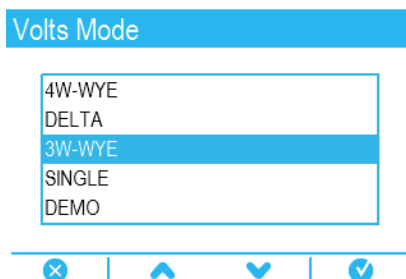 Volts Mode
4W-WYE
DELTA
3W-WYE
SINGLE
DEMO